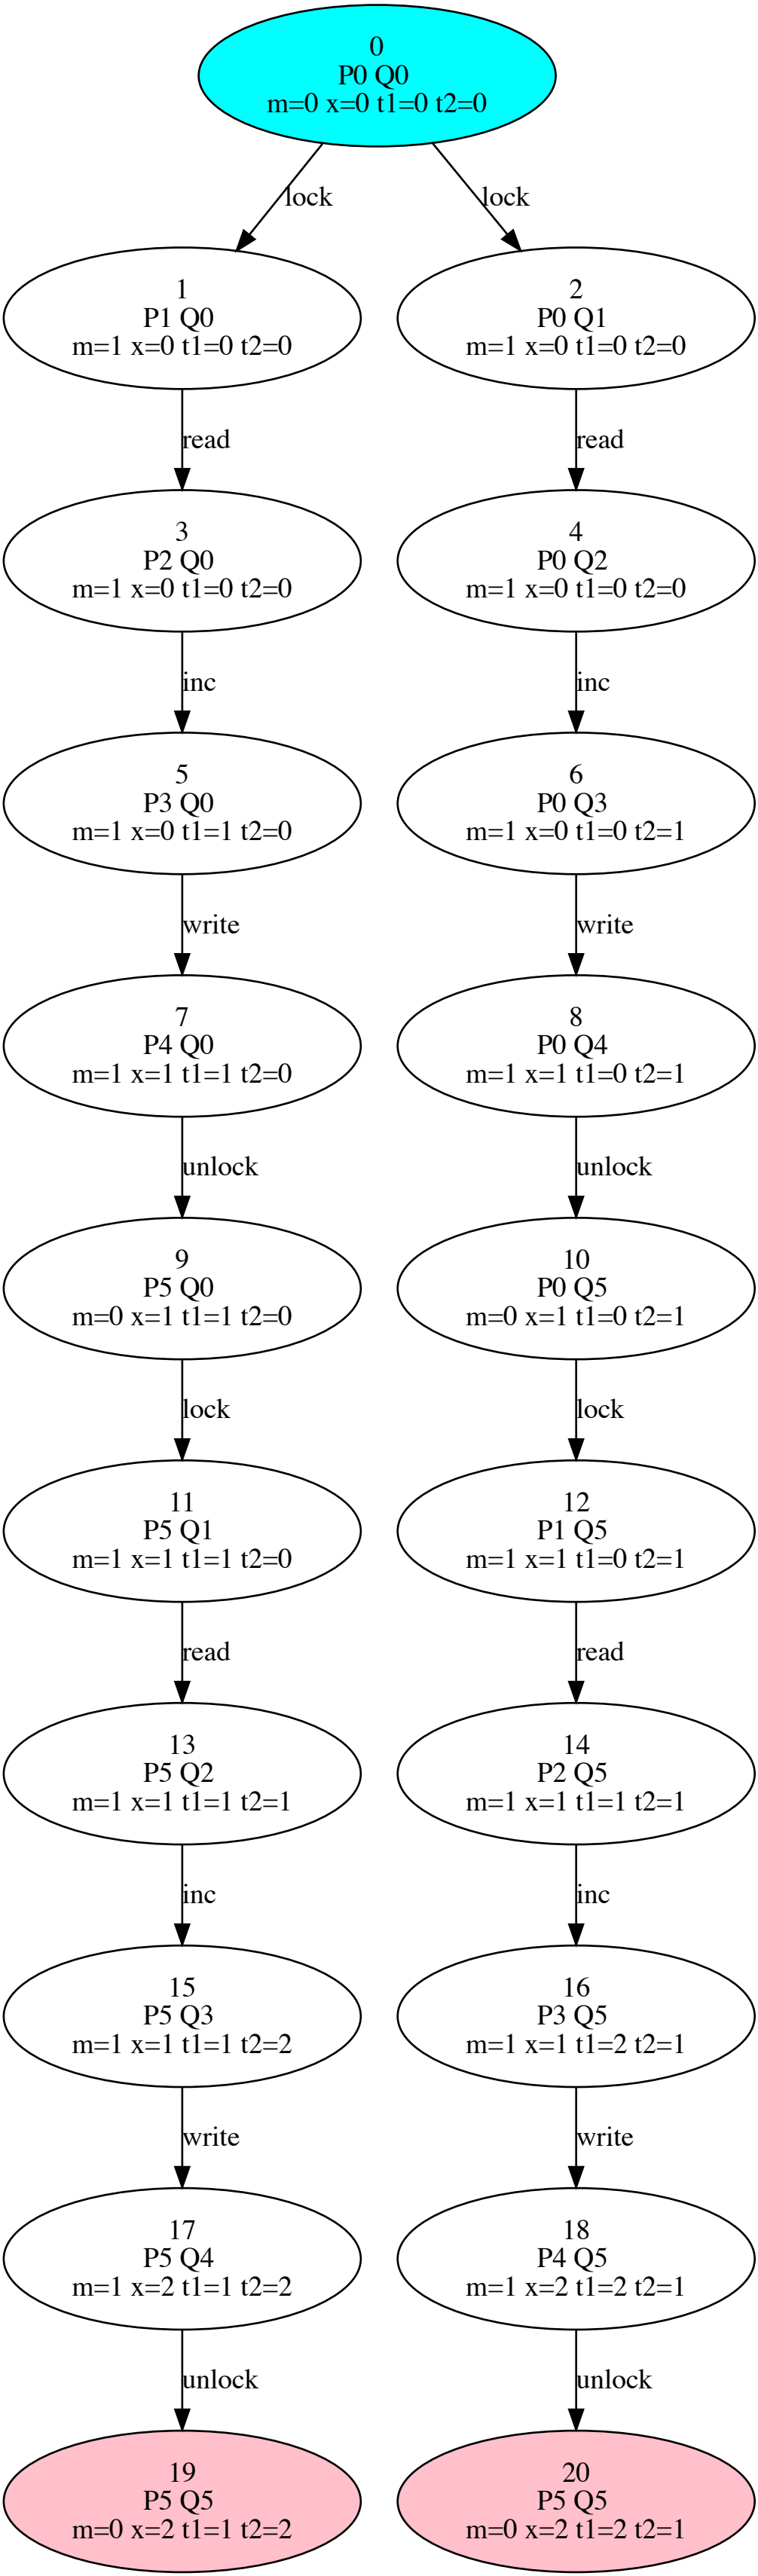 0
P0 Q0
m=0 x=0 t1=0 t2=0
lock
lock
1
P1 Q0
m=1 x=0 t1=0 t2=0
2
P0 Q1
m=1 x=0 t1=0 t2=0
read
read
3
P2 Q0
m=1 x=0 t1=0 t2=0
4
P0 Q2
m=1 x=0 t1=0 t2=0
inc
inc
5
P3 Q0
m=1 x=0 t1=1 t2=0
6
P0 Q3
m=1 x=0 t1=0 t2=1
write
write
7
P4 Q0
m=1 x=1 t1=1 t2=0
8
P0 Q4
m=1 x=1 t1=0 t2=1
unlock
unlock
9
P5 Q0
m=0 x=1 t1=1 t2=0
10
P0 Q5
m=0 x=1 t1=0 t2=1
lock
lock
11
P5 Q1
m=1 x=1 t1=1 t2=0
12
P1 Q5
m=1 x=1 t1=0 t2=1
read
read
13
P5 Q2
m=1 x=1 t1=1 t2=1
14
P2 Q5
m=1 x=1 t1=1 t2=1
inc
inc
15
P5 Q3
m=1 x=1 t1=1 t2=2
16
P3 Q5
m=1 x=1 t1=2 t2=1
write
write
17
P5 Q4
m=1 x=2 t1=1 t2=2
18
P4 Q5
m=1 x=2 t1=2 t2=1
unlock
unlock
19
P5 Q5
m=0 x=2 t1=1 t2=2
20
P5 Q5
m=0 x=2 t1=2 t2=1